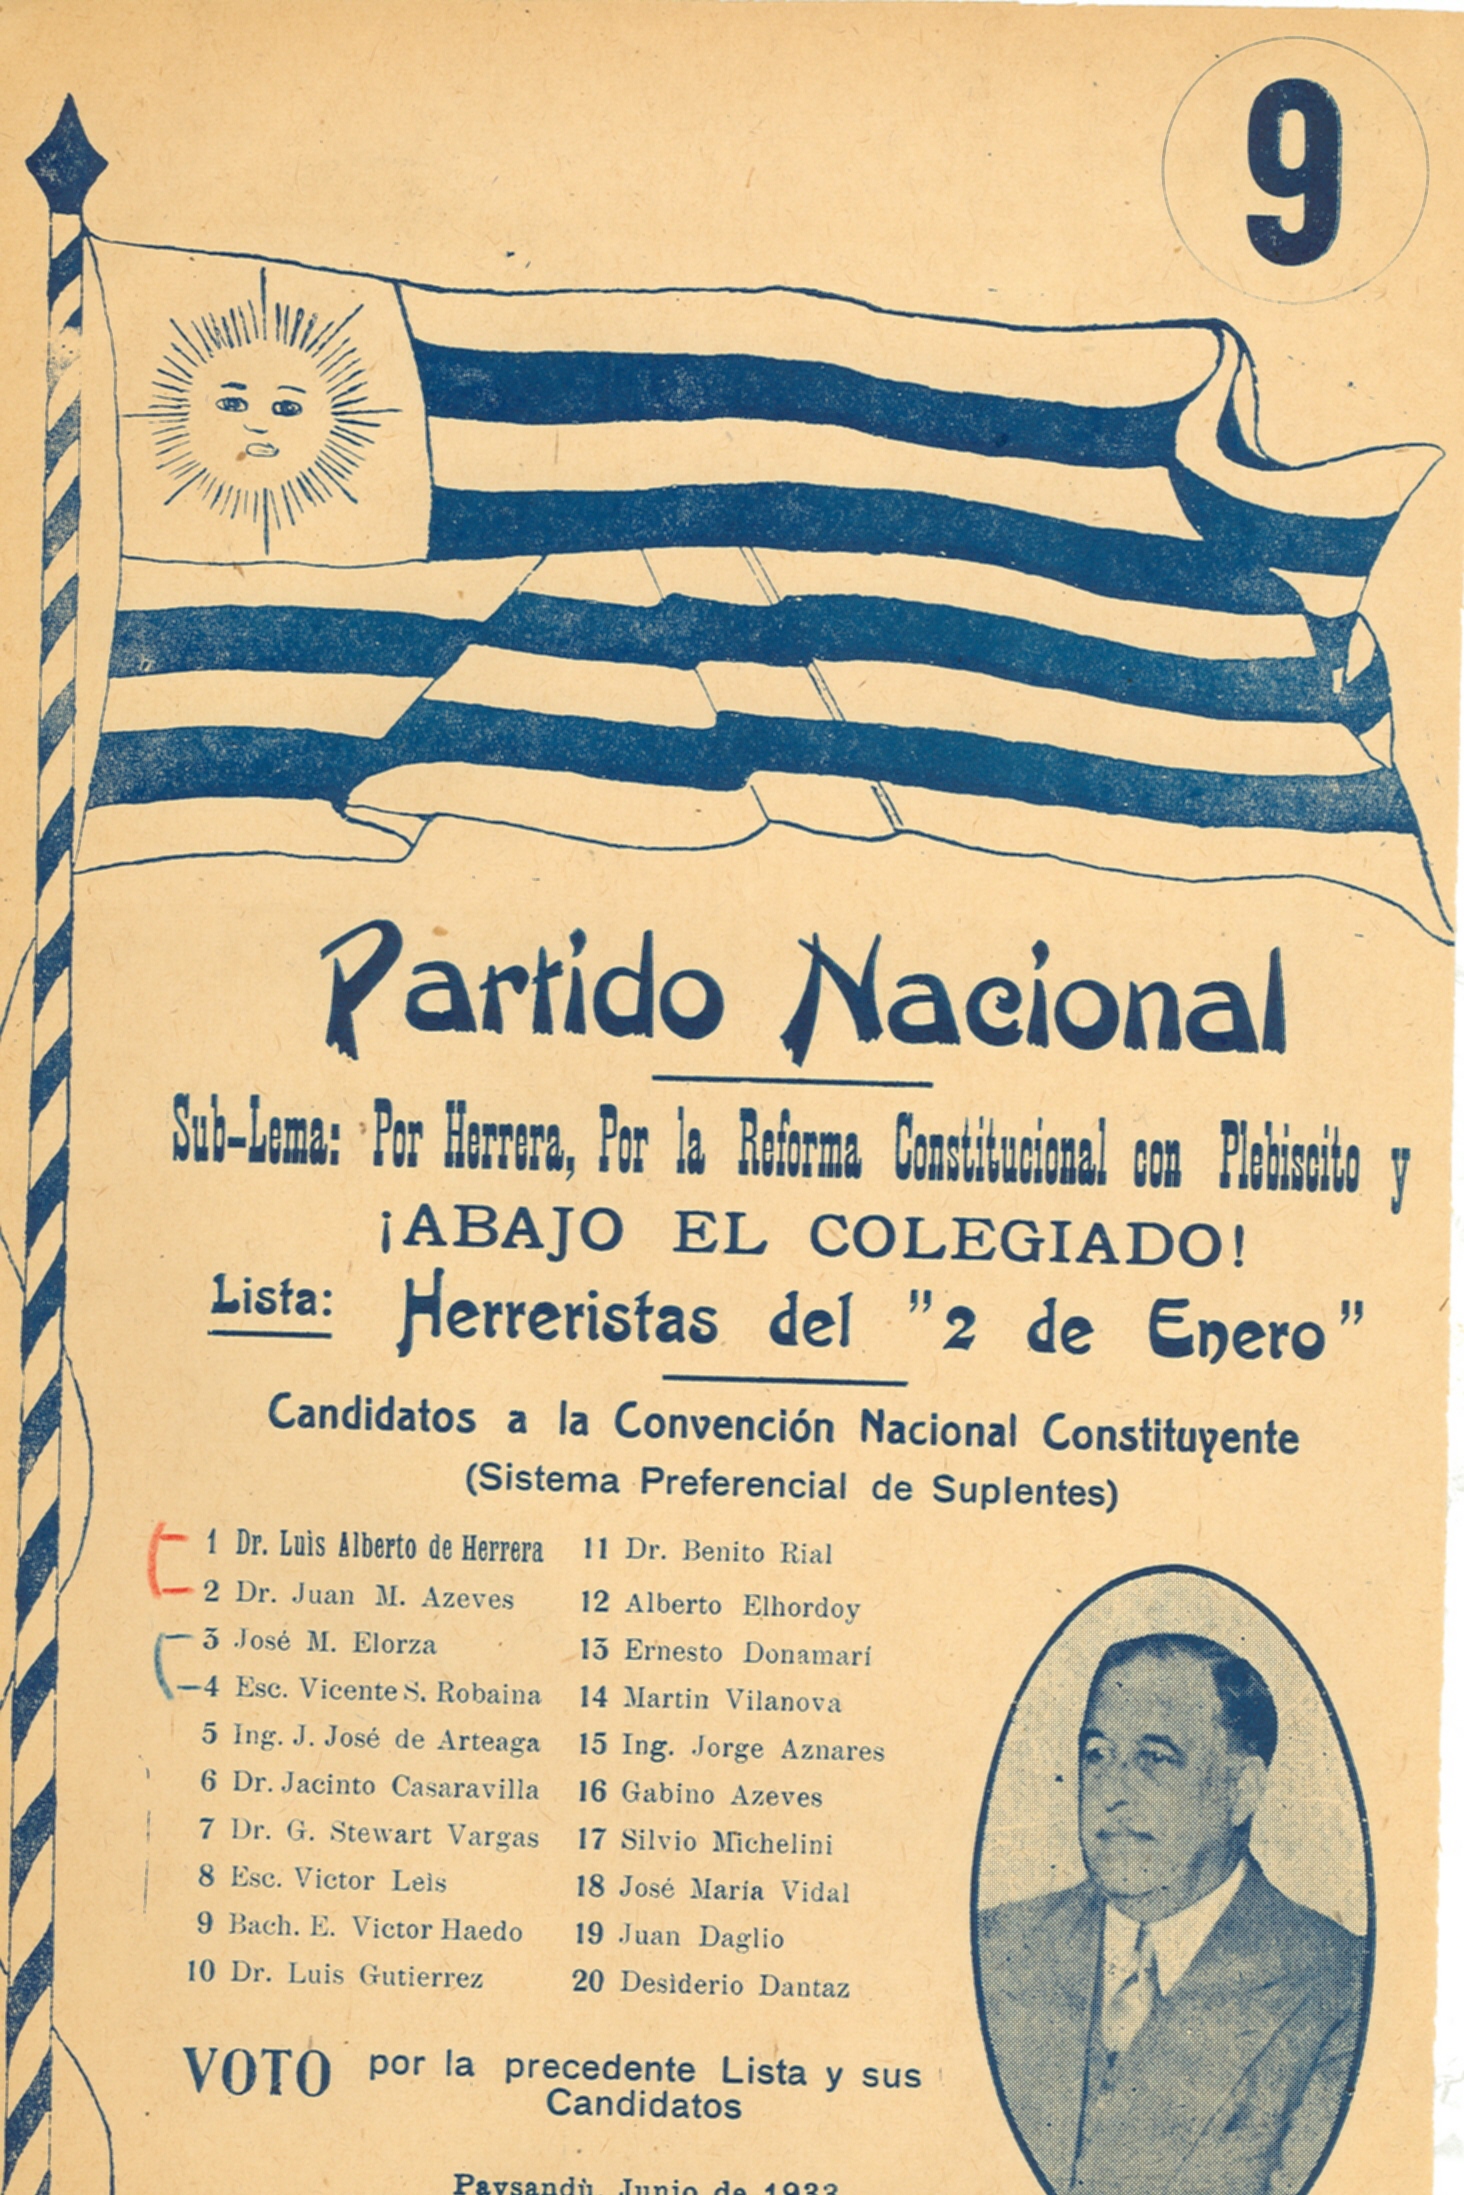 9
Partido Nacional
Sub-Lema: Por Herrera, Por la Reforma Constitucional con Plebiscito y
¡ABAJO EL COLEGIADO!
Lista: Herreristas del "2 de Enero"
Candidatos a la Convención Nacional Constituyente
(Sistema Preferencial de Suplentes)
1 Dr. Luis Alberto de Herrera
2 Dr. Juan M. Azeves
3 José M. Elorza
4 Esc. Vicente S. Robaina
5 Ing. J. José de Arteaga
6 Dr. Jacinto Casaravilla
7 Dr. G. Stewart Vargas
8 Esc. Victor Leis
9 Bach. E. Victor Haedo
10 Dr. Luis Gutierrez
11 Dr. Benito Rial
12 Alberto Elhordoy
13 Ernesto Donamarí
14 Martin Vilanova
15 Ing. Jorge Aznares
16 Gabino Azeves
17 Silvio Michelini
18 José María Vidal
19 Juan Daglio
20 Desiderio Dantaz
VOTO por la precedente Lista y sus
Candidatos
Paysandù, Junio de 1933